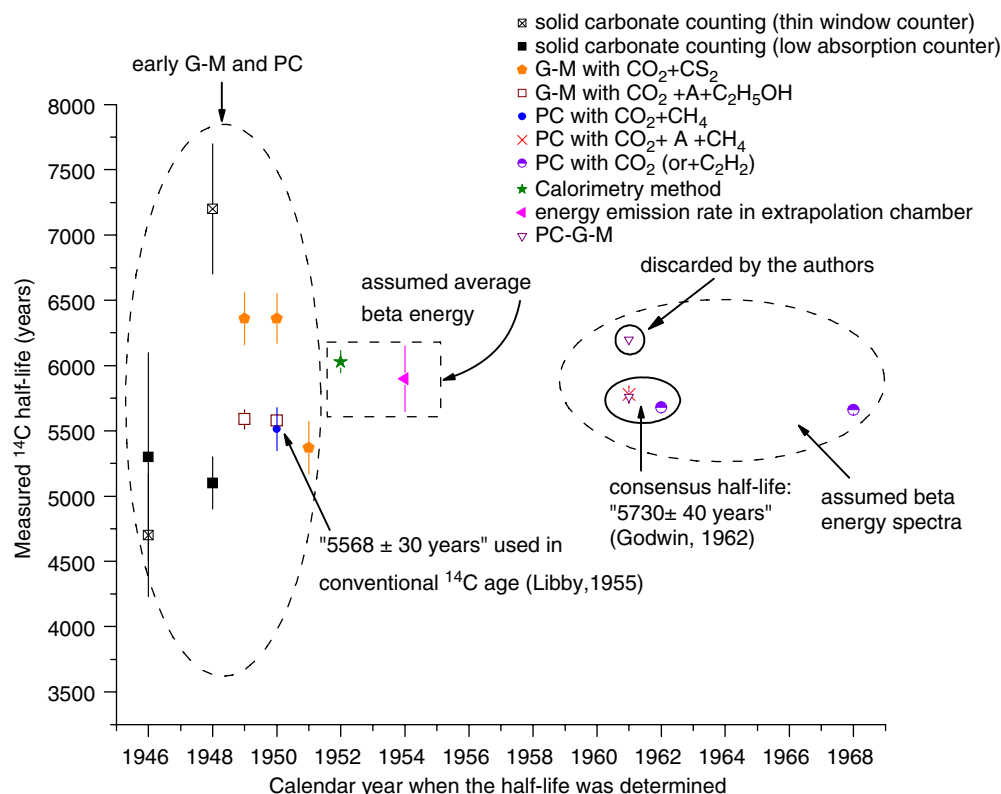 solid carbonate counting (thin window counter)
solid carbonate counting (low absorption counter)
G-M with CO₂+CS₂
G-M with CO₂ +A+C₂H₅OH
PC with CO₂+CH₄
PC with CO₂+ A +CH₄
PC with CO₂ (or+C₂H₂)
Calorimetry method
energy emission rate in extrapolation chamber
PC-G-M
early G-M and PC
discarded by the authors
assumed average
beta energy
consensus half-life:
"5730± 40 years"
(Godwin, 1962)
assumed beta
energy spectra
"5568 ± 30 years" used in
conventional ¹⁴C age (Libby,1955)
Measured ¹⁴C half-life (years)
8000
7500
7000
6500
6000
5500
5000
4500
4000
3500
1946 1948 1950 1952 1954 1956 1958 1960 1962 1964 1966 1968
Calendar year when the half-life was determined